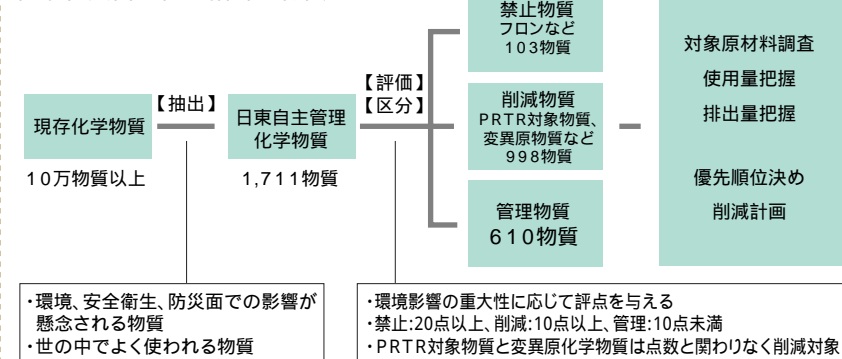 現存化学物質
10万物質以上
【抽出】
日東自主管理
化学物質
1,711物質
【評価】
【区分】
禁止物質
フロンなど
103物質
削減物質
PRTR対象物質、
変異原物質など
998物質
管理物質
610物質
対象原材料調査
使用量把握
排出量把握
優先順位決め
削減計画
・環境、安全衛生、防災面での影響が
懸念される物質
・世の中でよく使われる物質
・環境影響の重大性に応じて評点を与える
・禁止:20点以上、削減:10点以上、管理:10点未満
・PRTR対象物質と変異原化学物質は点数と関わりなく削減対象